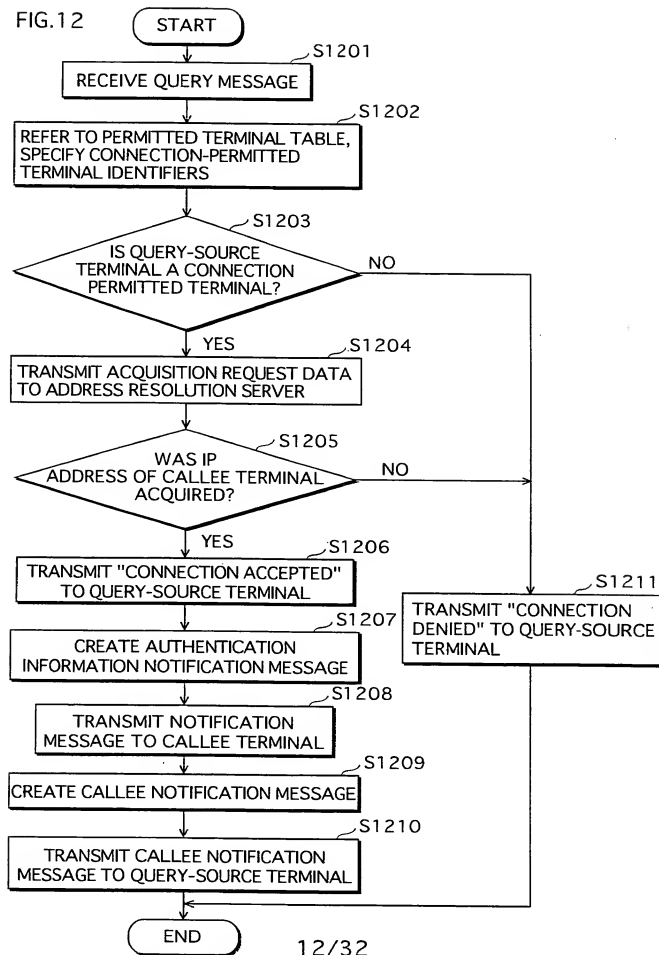 FIG.12
START
S1201
RECEIVE QUERY MESSAGE
S1202
REFER TO PERMITTED TERMINAL TABLE,
SPECIFY CONNECTION-PERMITTED
TERMINAL IDENTIFIERS
S1203
IS QUERY-SOURCE
TERMINAL A CONNECTION
PERMITTED TERMINAL?
NO
YES
S1204
TRANSMIT ACQUISITION REQUEST DATA
TO ADDRESS RESOLUTION SERVER
S1205
WAS IP
ADDRESS OF CALLEE TERMINAL
ACQUIRED?
NO
YES
S1206
TRANSMIT "CONNECTION ACCEPTED"
TO QUERY-SOURCE TERMINAL
S1211
TRANSMIT "CONNECTION
DENIED" TO QUERY-SOURCE
TERMINAL
S1207
CREATE AUTHENTICATION
INFORMATION NOTIFICATION MESSAGE
S1208
TRANSMIT NOTIFICATION
MESSAGE TO CALLEE TERMINAL
S1209
CREATE CALLEE NOTIFICATION MESSAGE
S1210
TRANSMIT CALLEE NOTIFICATION
MESSAGE TO QUERY-SOURCE TERMINAL
END
12/32